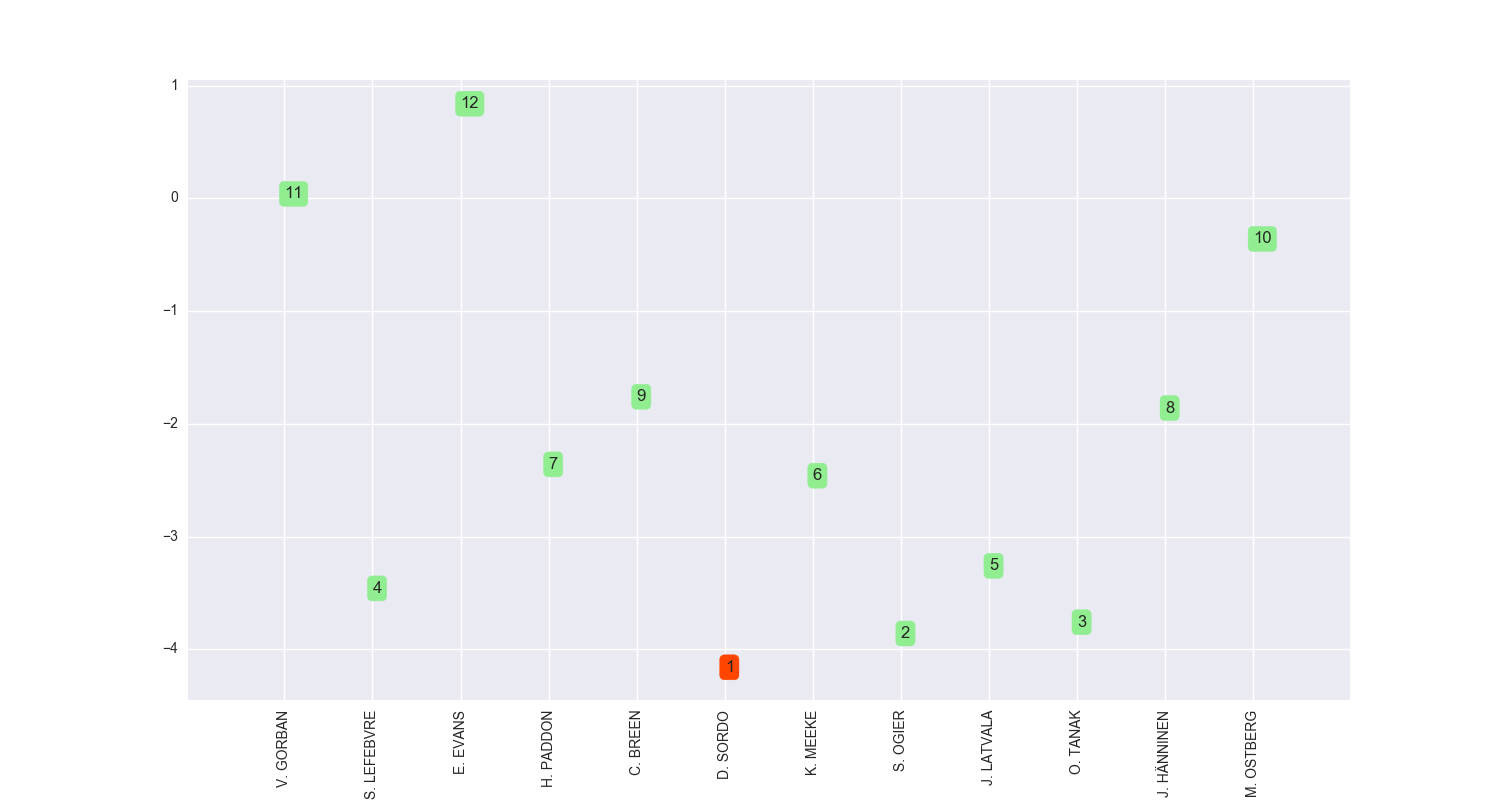 1
12
11
0
10
−1
9
8
−2
7
6
−3
5
4
3
2
−4
1
V. GORBAN
S. LEFEBVRE
E. EVANS
H. PADDON
C. BREEN
D. SORDO
K. MEEKE
S. OGIER
J. LATVALA
O. TANAK
J. HÄNNINEN
M. OSTBERG